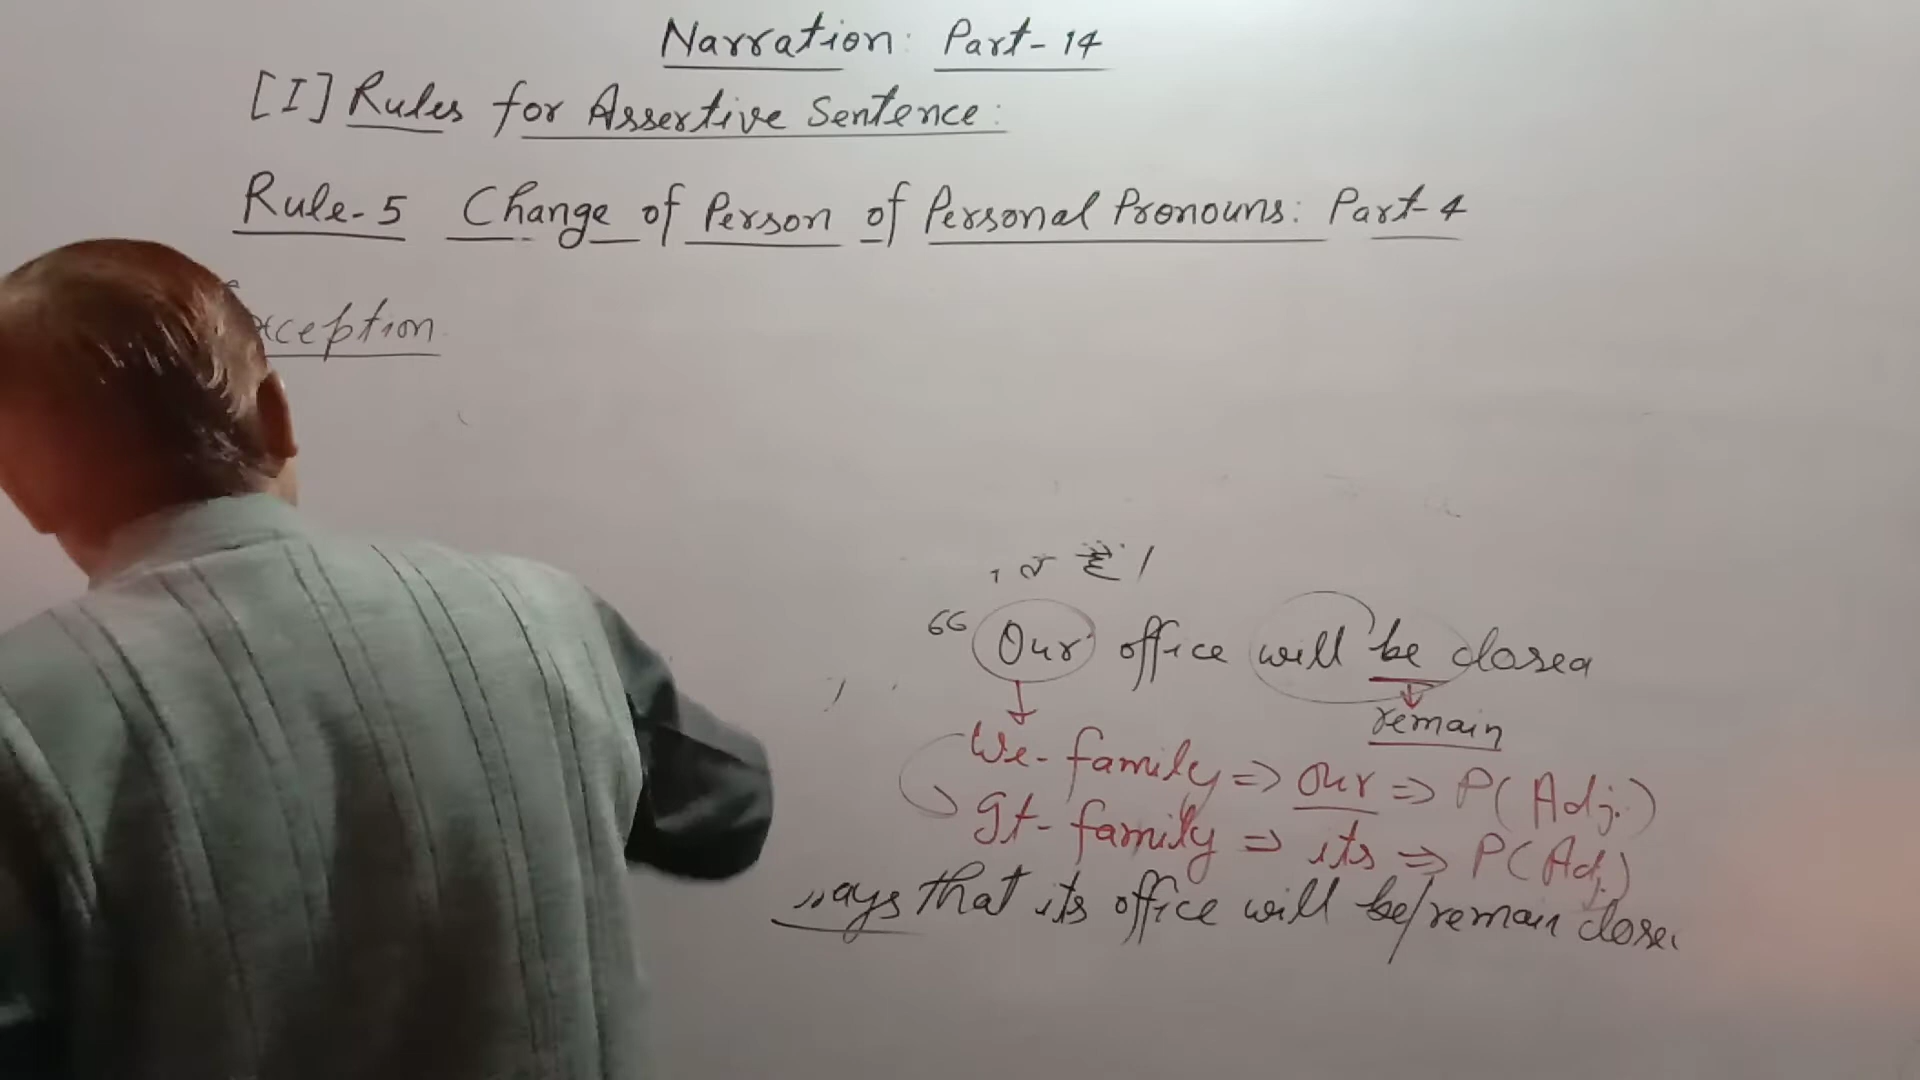 Narration: Part-14
[I] Rules for Assertive Sentence:
Rule-5 Change of Person of Personal Pronouns: Part-4
xception
है।
66 Our office will be closed
remain
We-family => our => P(Adj.)
It-family => its => P(Adj.)
says that its office will be/remain close